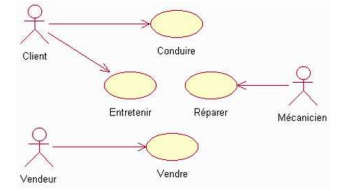 Conduire
Client
Entretenir
Réparer
Mécanicien
Vendre
Vendeur